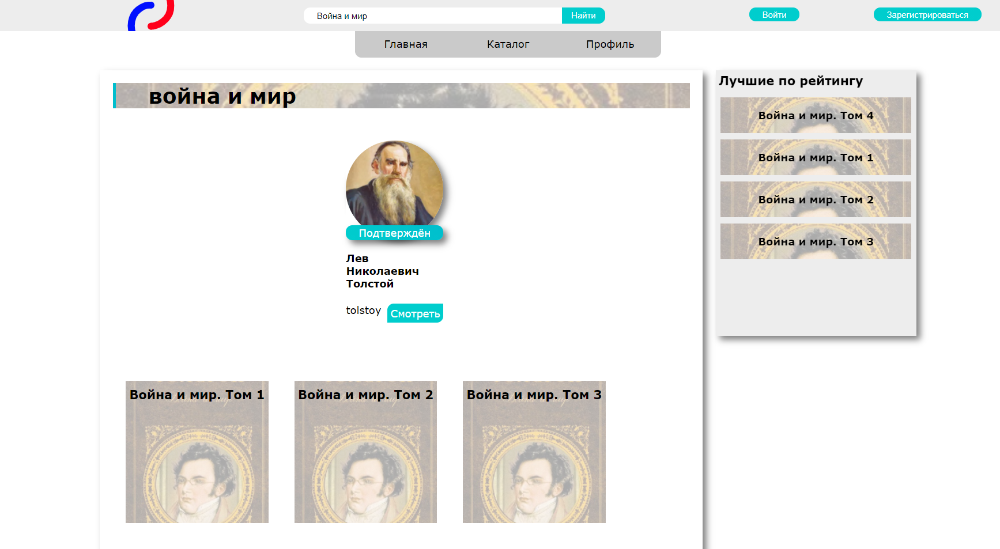 Война и мир
Найти
Войти
Зарегистрироваться
Главная
Каталог
Профиль
война и мир
Подтверждён
Лев
Николаевич
Толстой
tolstoy
Смотреть
Война и мир. Том 1
Война и мир. Том 2
Война и мир. Том 3
Лучшие по рейтингу
Война и мир. Том 4
Война и мир. Том 1
Война и мир. Том 2
Война и мир. Том 3